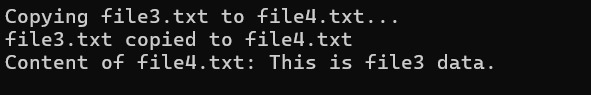 Copying file3.txt to file4.txt...
file3.txt copied to file4.txt
Content of file4.txt: This is file3 data.